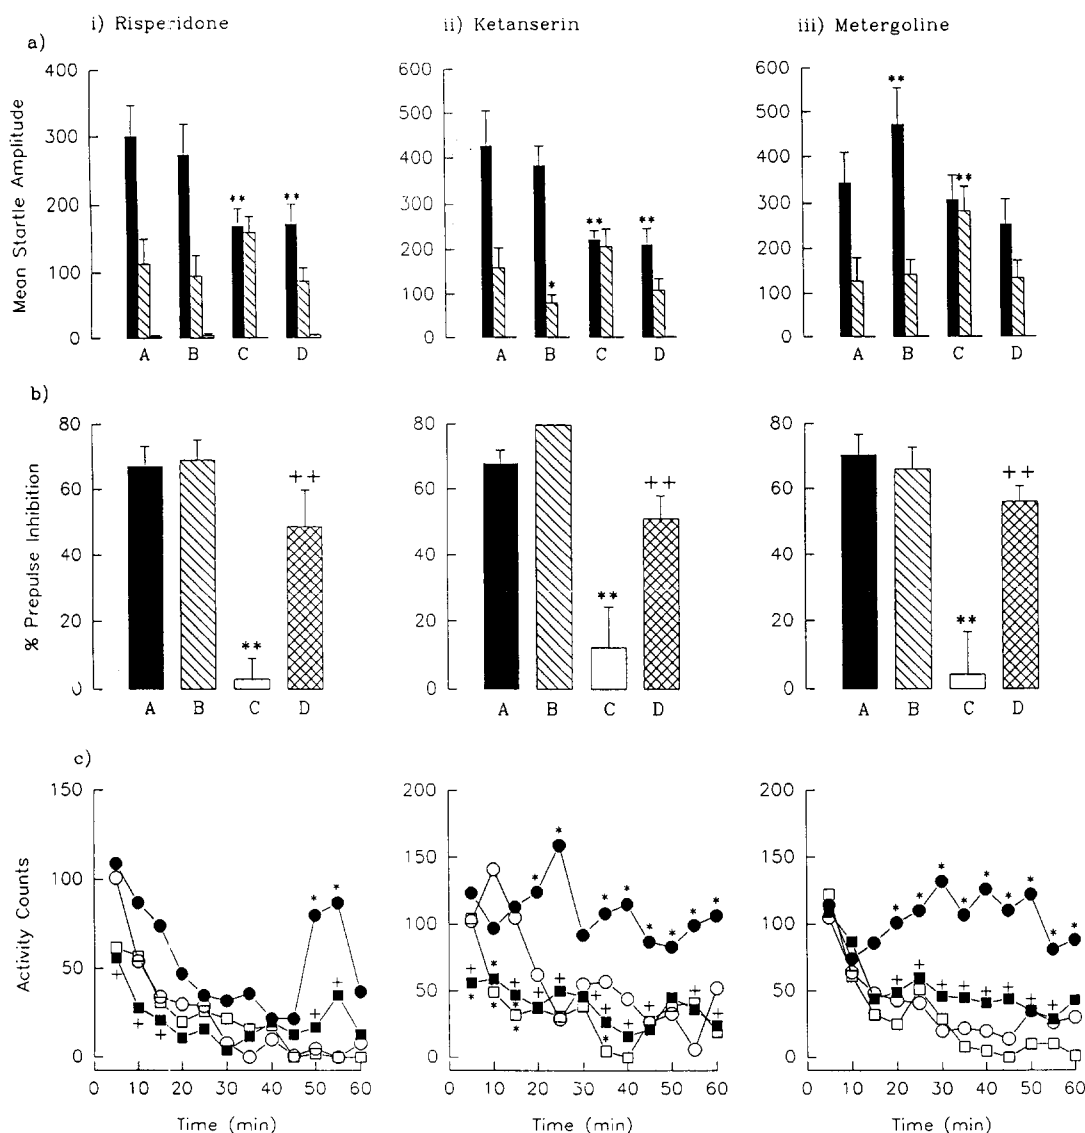 i) Risperidone
ii) Ketanserin
iii) Metergoline
a)
Mean Startle Amplitude
400
300
200
100
0
A B C D
** **
600
500
400
300
200
100
0
A B C D
* ** **
600
500
400
300
200
100
0
A B C D
** **
b)
% Prepulse Inhibition
80
60
40
20
0
A B C D
** ++
80
60
40
20
0
A B C D
** ++
80
60
40
20
0
A B C D
** ++
c)
Activity Counts
150
100
50
0
0 10 20 30 40 50 60
Time (min)
* *
+ + + + +
200
150
100
50
0
0 10 20 30 40 50 60
Time (min)
* * * * * * * *
+ * + + + + + + + +
* * * *
200
150
100
50
0
0 10 20 30 40 50 60
Time (min)
* * * * * * * * *
+ + + + + + + +